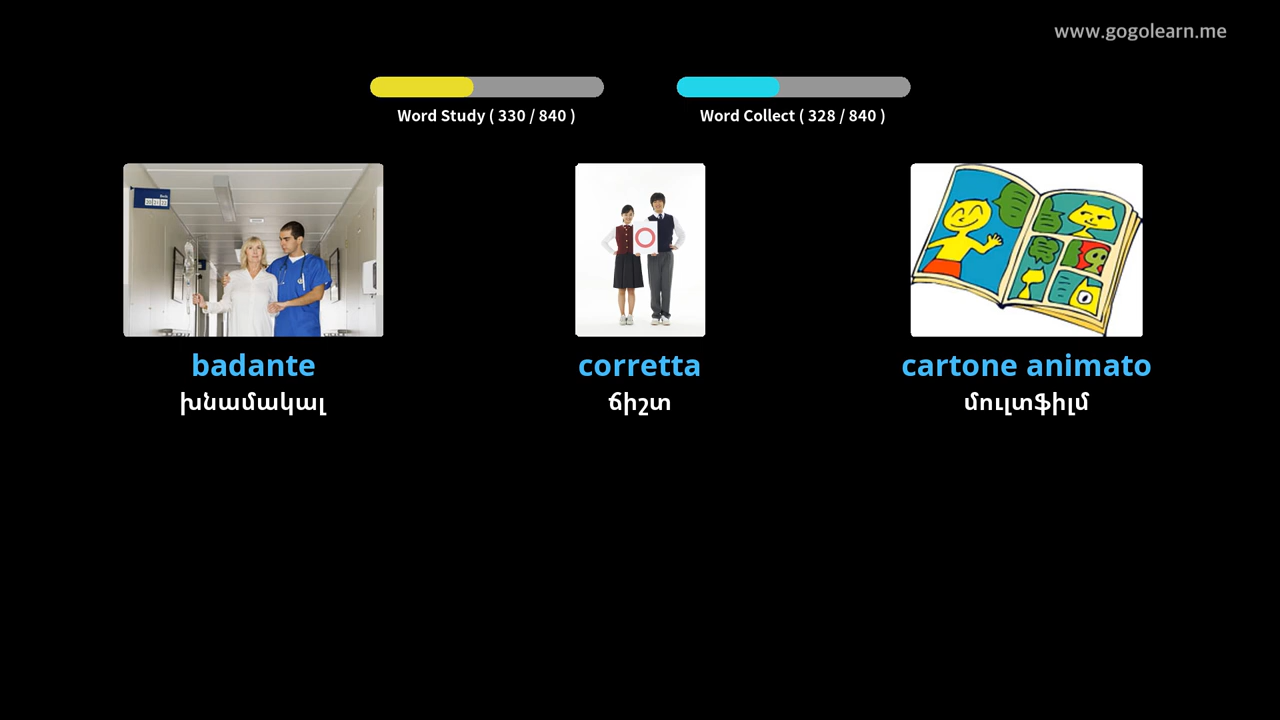 www.gogolearn.me
Word Study ( 330 / 840 )
Word Collect ( 328 / 840 )
badante
խնամակալ
corretta
ճիշտ
cartone animato
մուլտֆիլմ